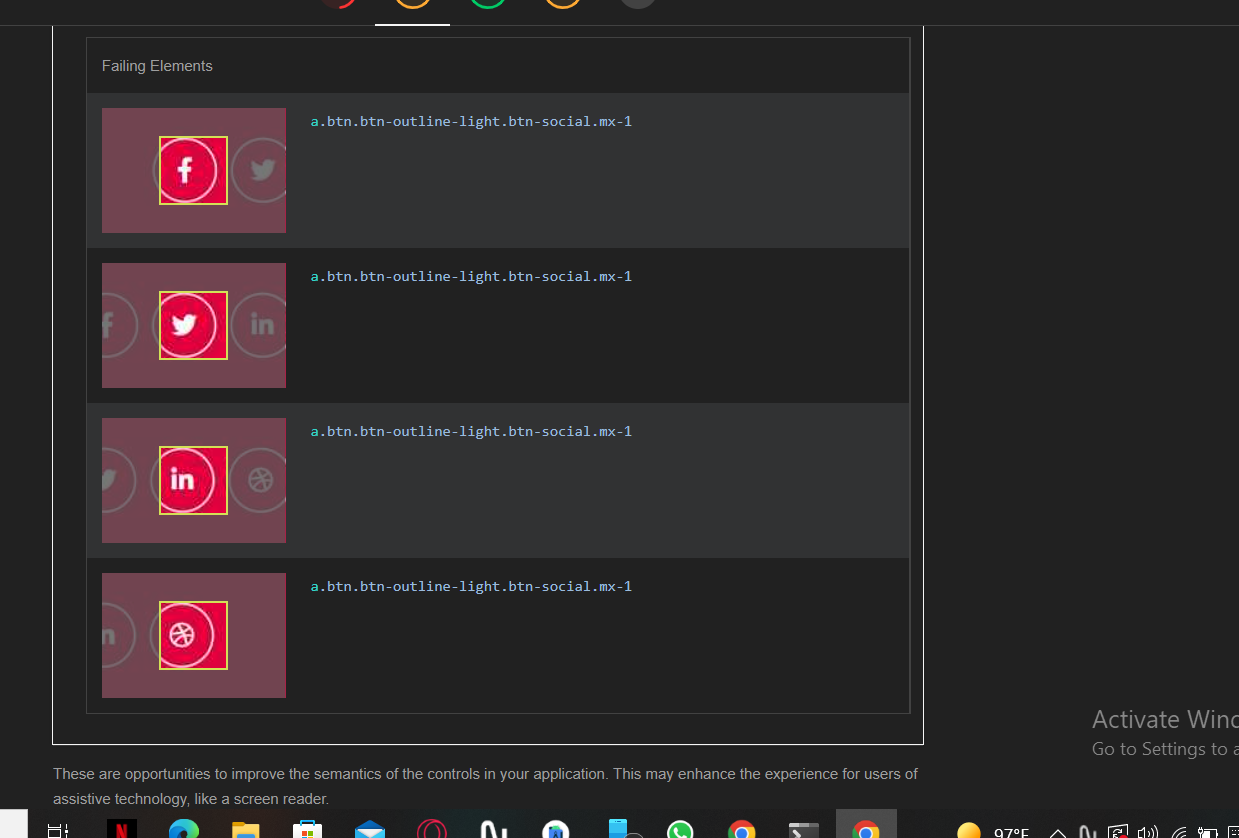 Failing Elements
a.btn.btn-outline-light.btn-social.mx-1
a.btn.btn-outline-light.btn-social.mx-1
a.btn.btn-outline-light.btn-social.mx-1
a.btn.btn-outline-light.btn-social.mx-1
Activate Wind
Go to Settings to a
These are opportunities to improve the semantics of the controls in your application. This may enhance the experience for users of
assistive technology, like a screen reader.
97°F